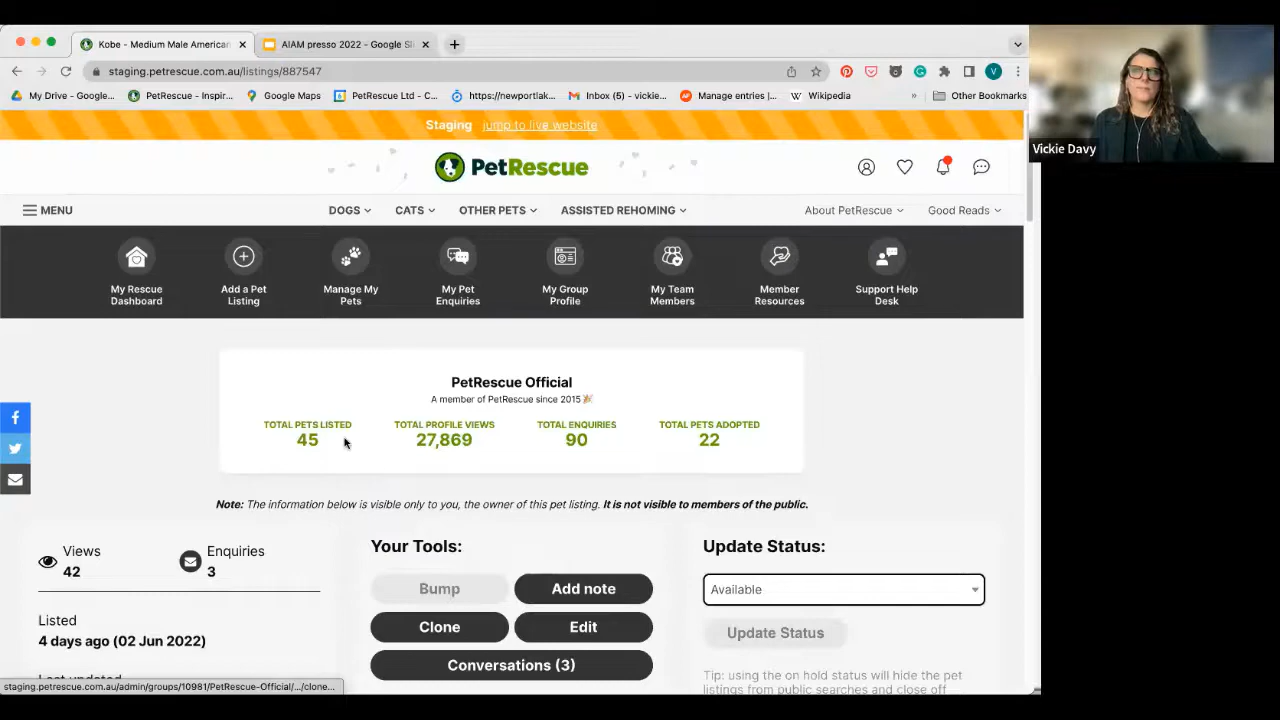 Kobe - Medium Male American
AIAM presso 2022 - Google Sl
staging.petrescue.com.au/listings/887547
V
My Drive - Google...
PetRescue - Inspir...
Google Maps
PetRescue Ltd - C...
https://newportlak...
Inbox (5) - vickie...
Manage entries |...
Wikipedia
»
Other Bookmarks
Vickie Davy
Staging jump to live website
PetRescue
MENU
DOGS
CATS
OTHER PETS
ASSISTED REHOMING
About PetRescue
Good Reads
My Rescue
Dashboard
Add a Pet
Listing
Manage My
Pets
My Pet
Enquiries
My Group
Profile
My Team
Members
Member
Resources
Support Help
Desk
PetRescue Official
A member of PetRescue since 2015
TOTAL PETS LISTED
45
TOTAL PROFILE VIEWS
27,869
TOTAL ENQUIRIES
90
TOTAL PETS ADOPTED
22
Note: The information below is visible only to you, the owner of this pet listing. It is not visible to members of the public.
Views
42
Enquiries
3
Listed
4 days ago (02 Jun 2022)
Last updated
Your Tools:
Bump
Add note
Clone
Edit
Conversations (3)
Update Status:
Available
Update Status
Tip: using the on hold status will hide the pet
listings from public searches and close off
staging.petrescue.com.au/admin/groups/10981/PetRescue-Official/.../clone...